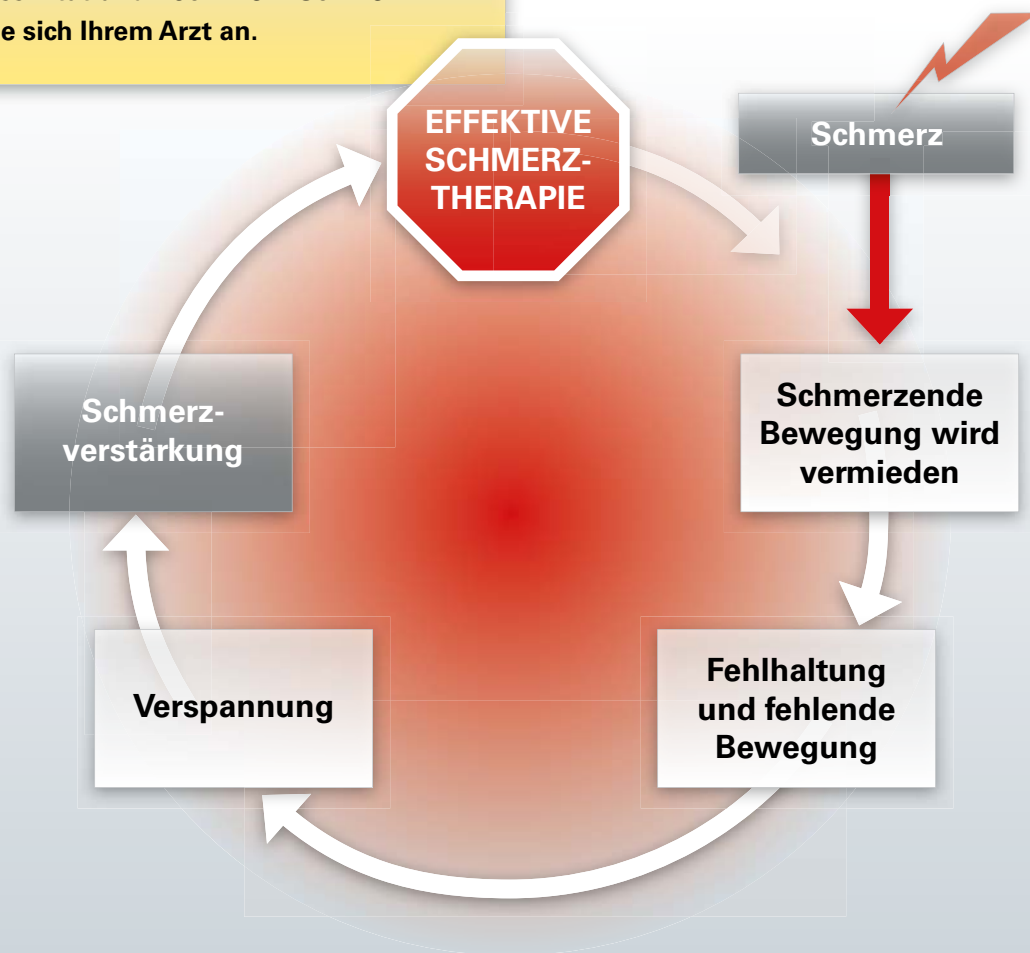 e sich Ihrem Arzt an.
EFFEKTIVE
SCHMERZ-
THERAPIE
Schmerz
Schmerzende
Bewegung wird
vermieden
Fehlhaltung
und fehlende
Bewegung
Verspannung
Schmerz-
verstärkung